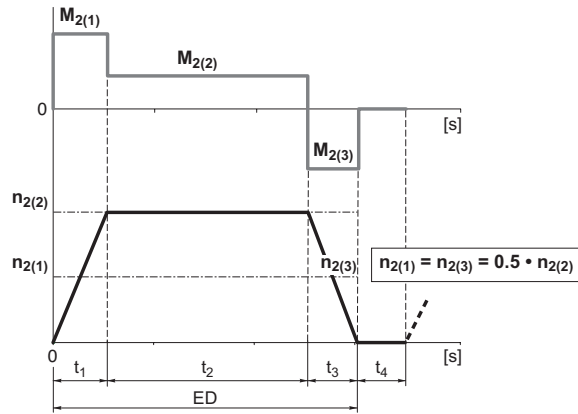 M2(1)
M2(2)
0
[s]
M2(3)
n2(2)
n2(1)
n2(3)
n2(1) = n2(3) = 0.5 • n2(2)
0
[s]
t1
t2
t3
t4
ED